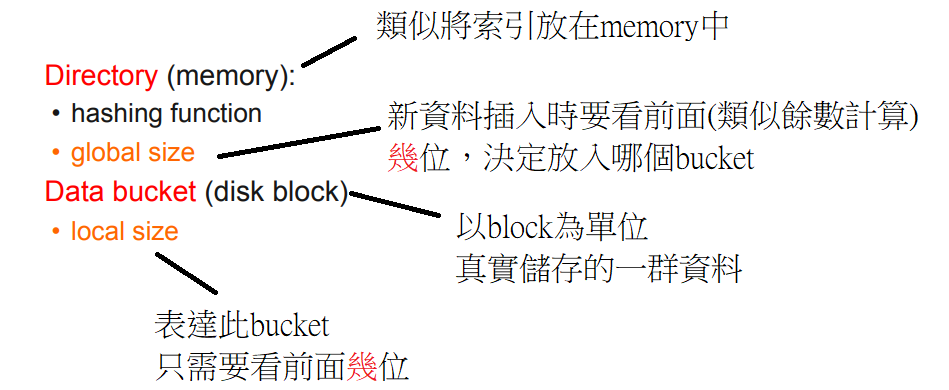 類似將索引放在memory中
Directory (memory):
• hashing function
• global size
新資料插入時要看前面(類似餘數計算)
幾位，決定放入哪個bucket
Data bucket (disk block)
• local size
以block為單位
真實儲存的一群資料
表達此bucket
只需要看前面幾位